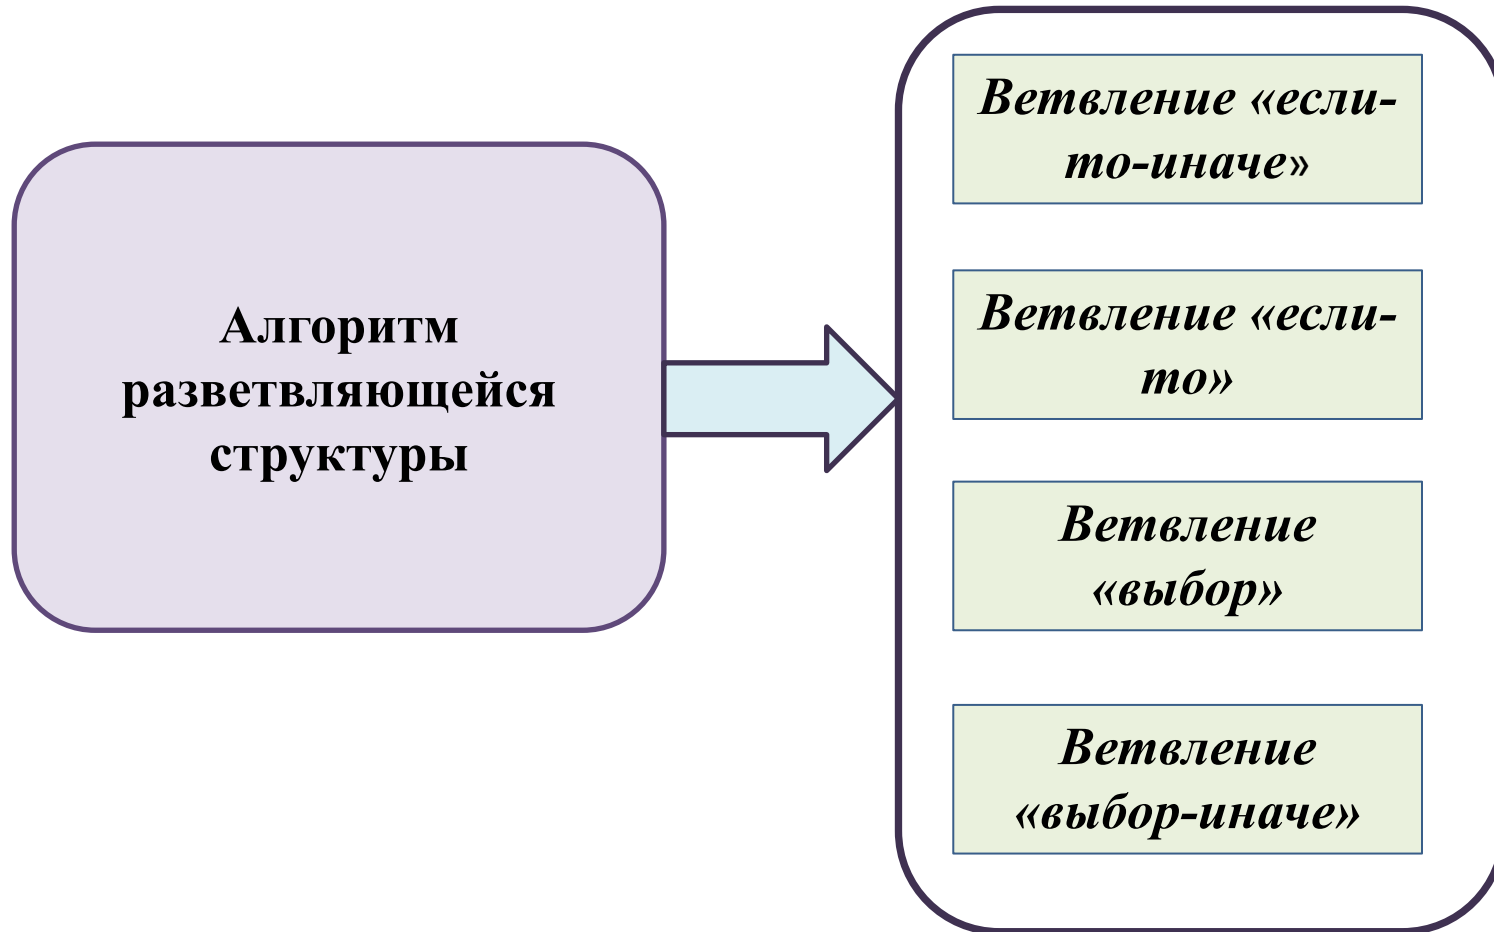 Алгоритм
разветвляющейся
структуры
Ветвление «если-
то-иначе»
Ветвление «если-
то»
Ветвление
«выбор»
Ветвление
«выбор-иначе»